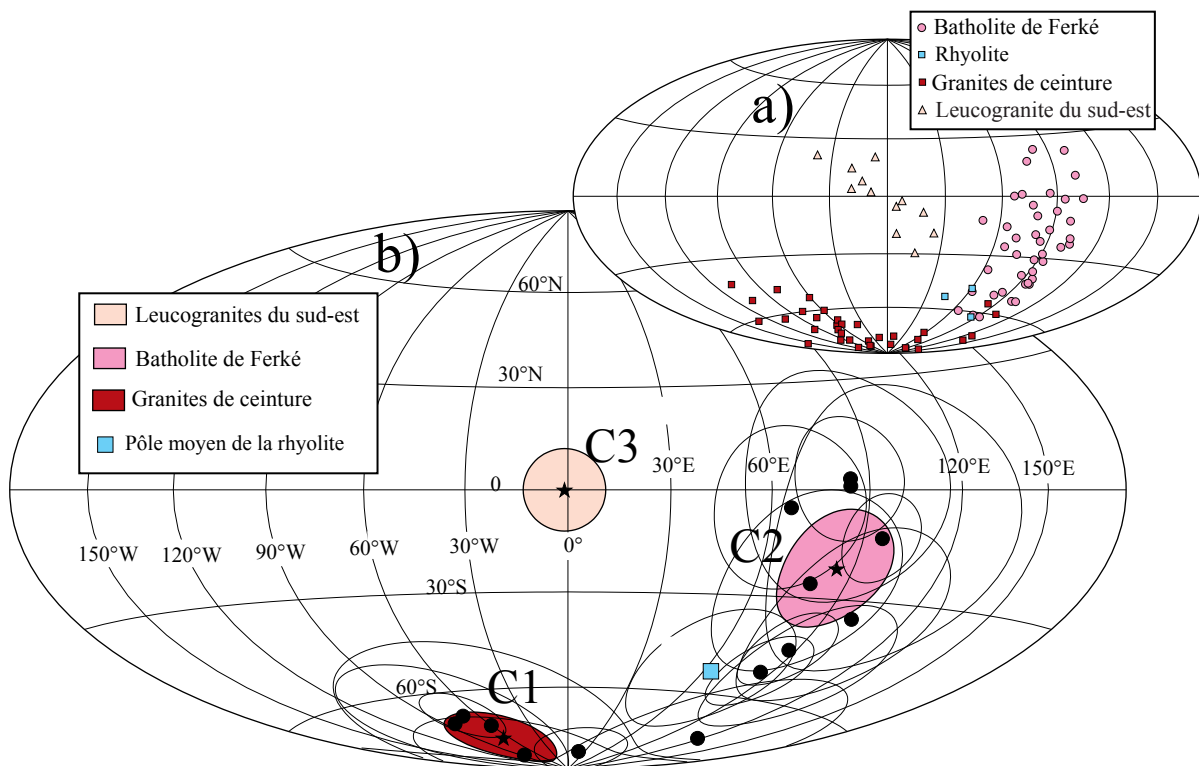 Batholite de Ferké
Rhyolite
Granites de ceinture
Leucogranite du sud-est
a)
b)
60°N
Leucogranites du sud-est
Batholite de Ferké
Granites de ceinture
Pôle moyen de la rhyolite
30°N
C3
0
30°E
60°E
120°E
150°E
150°W
120°W
90°W
60°W
30°W
0°
C2
30°S
60°S
C1